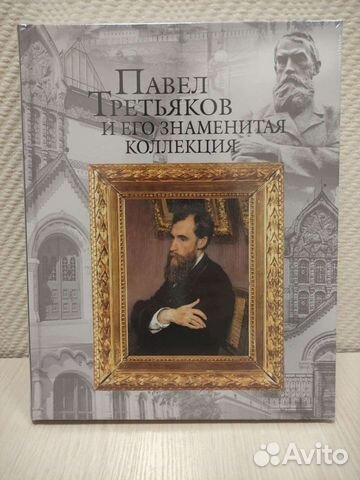 Павел
Третьяков
и его знаменитая
коллекция
Avito